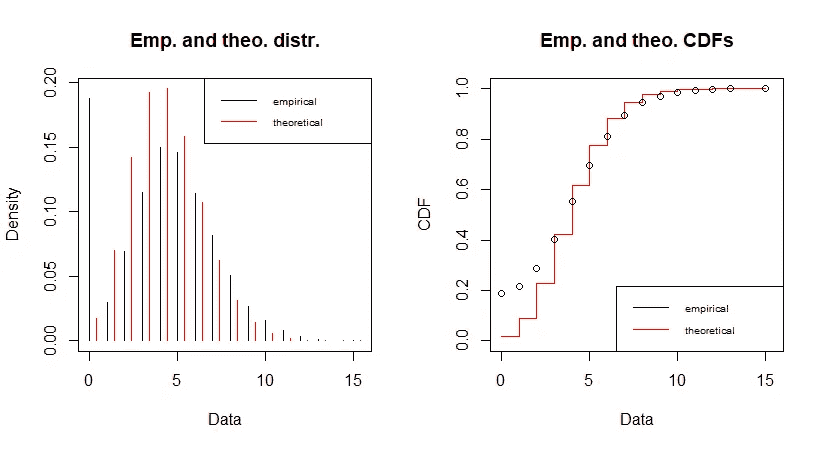 Emp. and theo. distr.
Density
0.00
0.05
0.10
0.15
0.20
empirical
theoretical
0
5
10
15
Data
Emp. and theo. CDFs
CDF
0.0
0.2
0.4
0.6
0.8
1.0
empirical
theoretical
0
5
10
15
Data